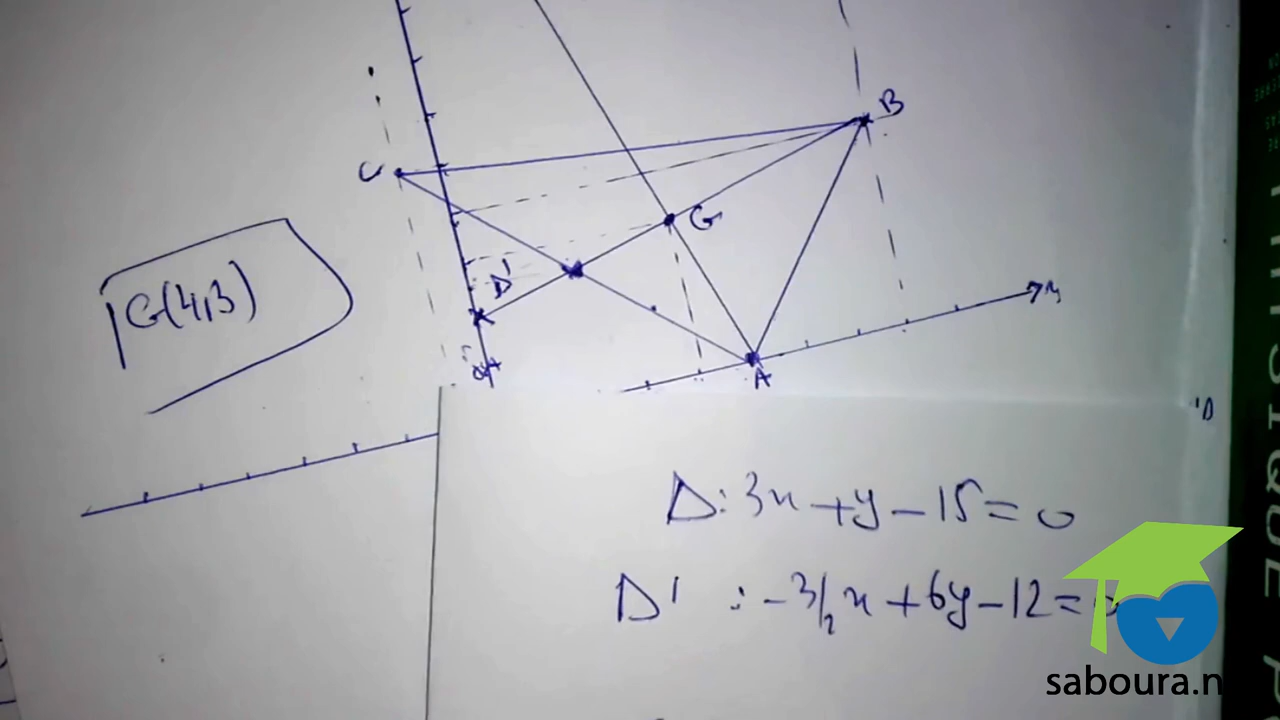 B
C
G
G(4,3)
D'
x
A
Δ: 3x + y - 15 = 0
D' : -3/2 x + 6y - 12 = 0
saboura.n